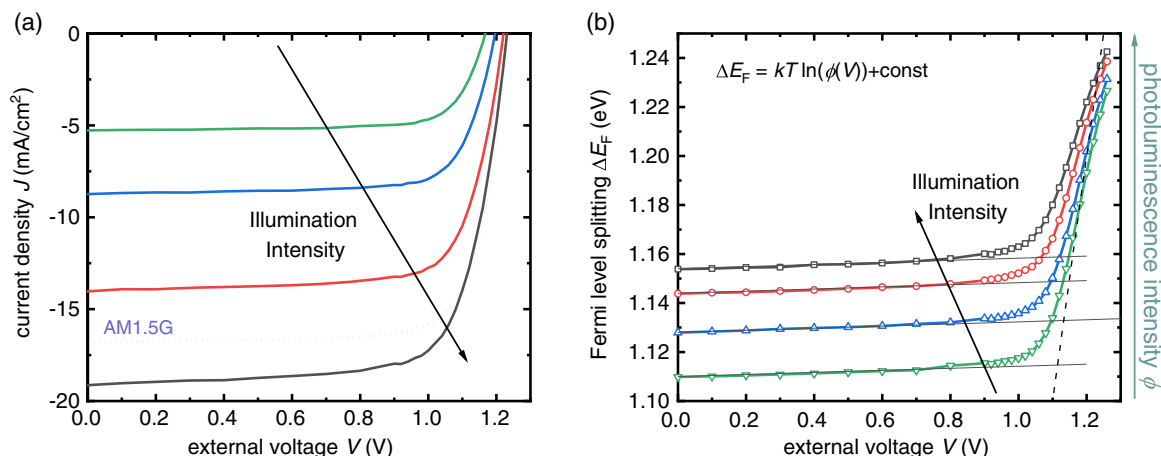 (a)
0
-5
-10
-15
-20
current density J (mA/cm²)
Illumination
Intensity
AM1.5G
0.0 0.2 0.4 0.6 0.8 1.0 1.2
external voltage V (V)
(b)
1.24
1.22
1.20
1.18
1.16
1.14
1.12
1.10
Fermi level splitting ΔE_F (eV)
ΔE_F = kT ln(ϕ(V))+const
Illumination
Intensity
0.0 0.2 0.4 0.6 0.8 1.0 1.2
external voltage V (V)
photoluminescence intensity ϕ